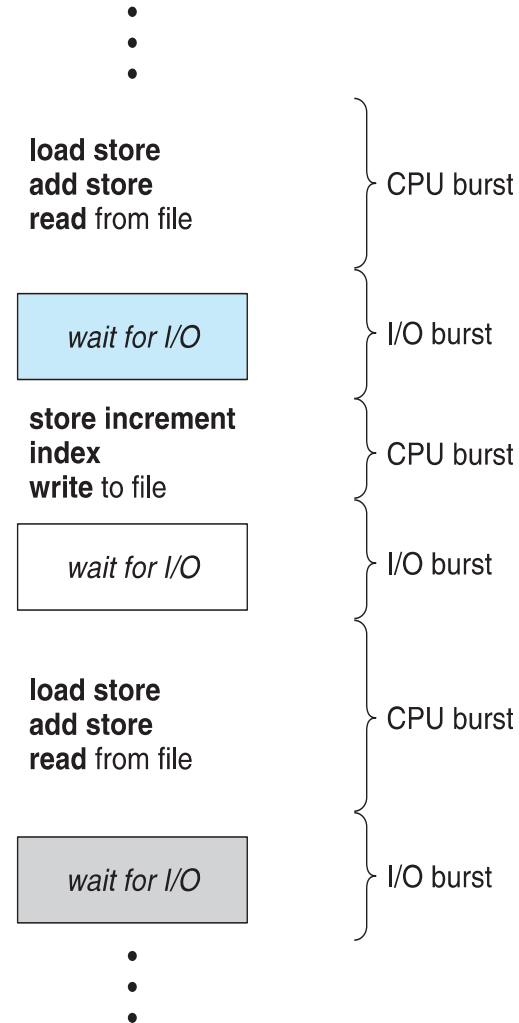 load store
add store
read from file
CPU burst
wait for I/O
I/O burst
store increment
index
write to file
CPU burst
wait for I/O
I/O burst
load store
add store
read from file
CPU burst
wait for I/O
I/O burst